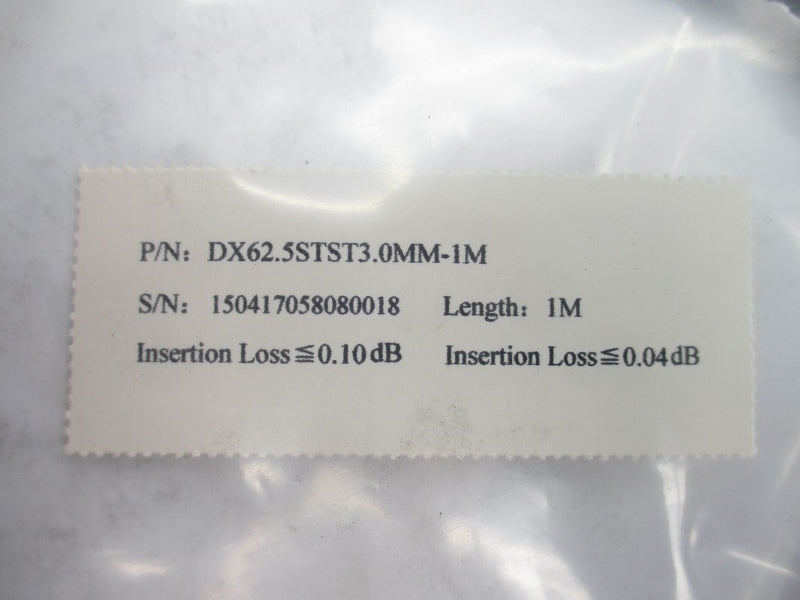 P/N: DX62.5STST3.0MM-1M
S/N: 150417058080018 Length: 1M
Insertion Loss≦0.10dB Insertion Loss≦0.04dB